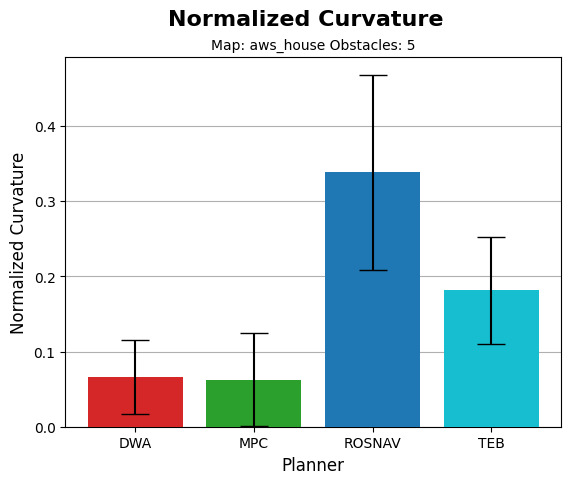 Normalized Curvature
Map: aws_house Obstacles: 5
Normalized Curvature
0.4
0.3
0.2
0.1
0.0
DWA
MPC
ROSNAV
TEB
Planner